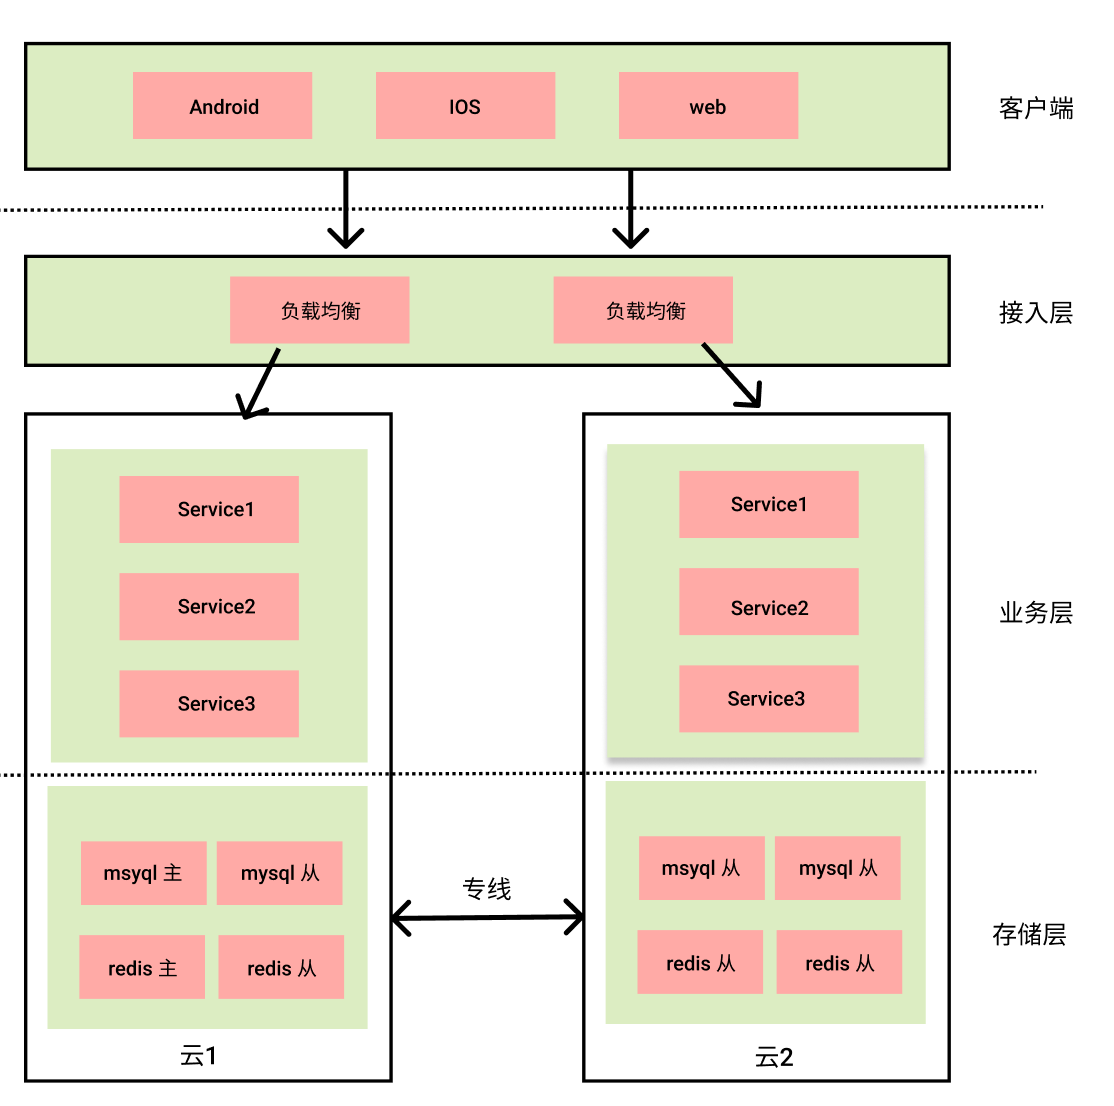 Android
IOS
web
客户端
负载均衡
负载均衡
接入层
Service1
Service2
Service3
Service1
Service2
Service3
业务层
msyql 主
mysql 从
redis 主
redis 从
云1
专线
msyql 从
mysql 从
redis 从
redis 从
云2
存储层